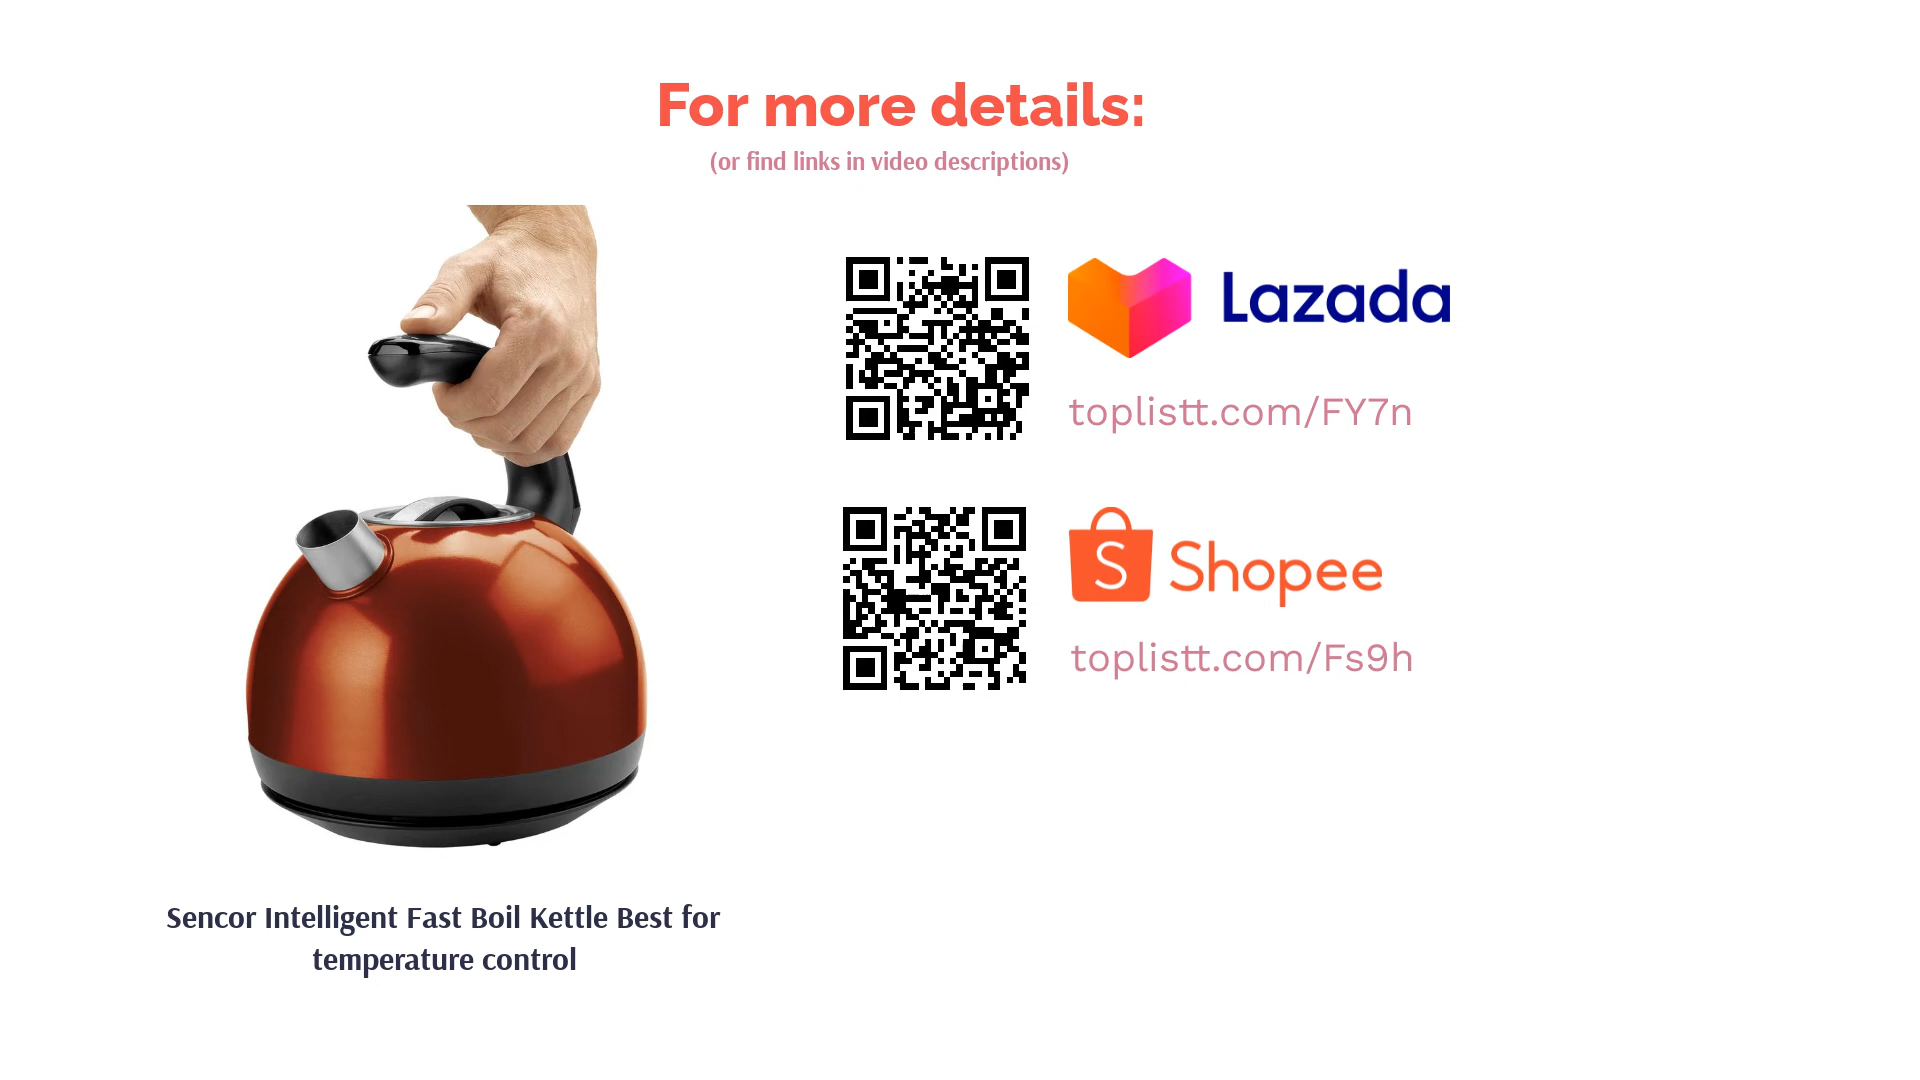 For more details:
(or find links in video descriptions)
Lazada
toplistt.com/FY7n
S Shopee
toplistt.com/Fs9h
Sencor Intelligent Fast Boil Kettle Best for
temperature control